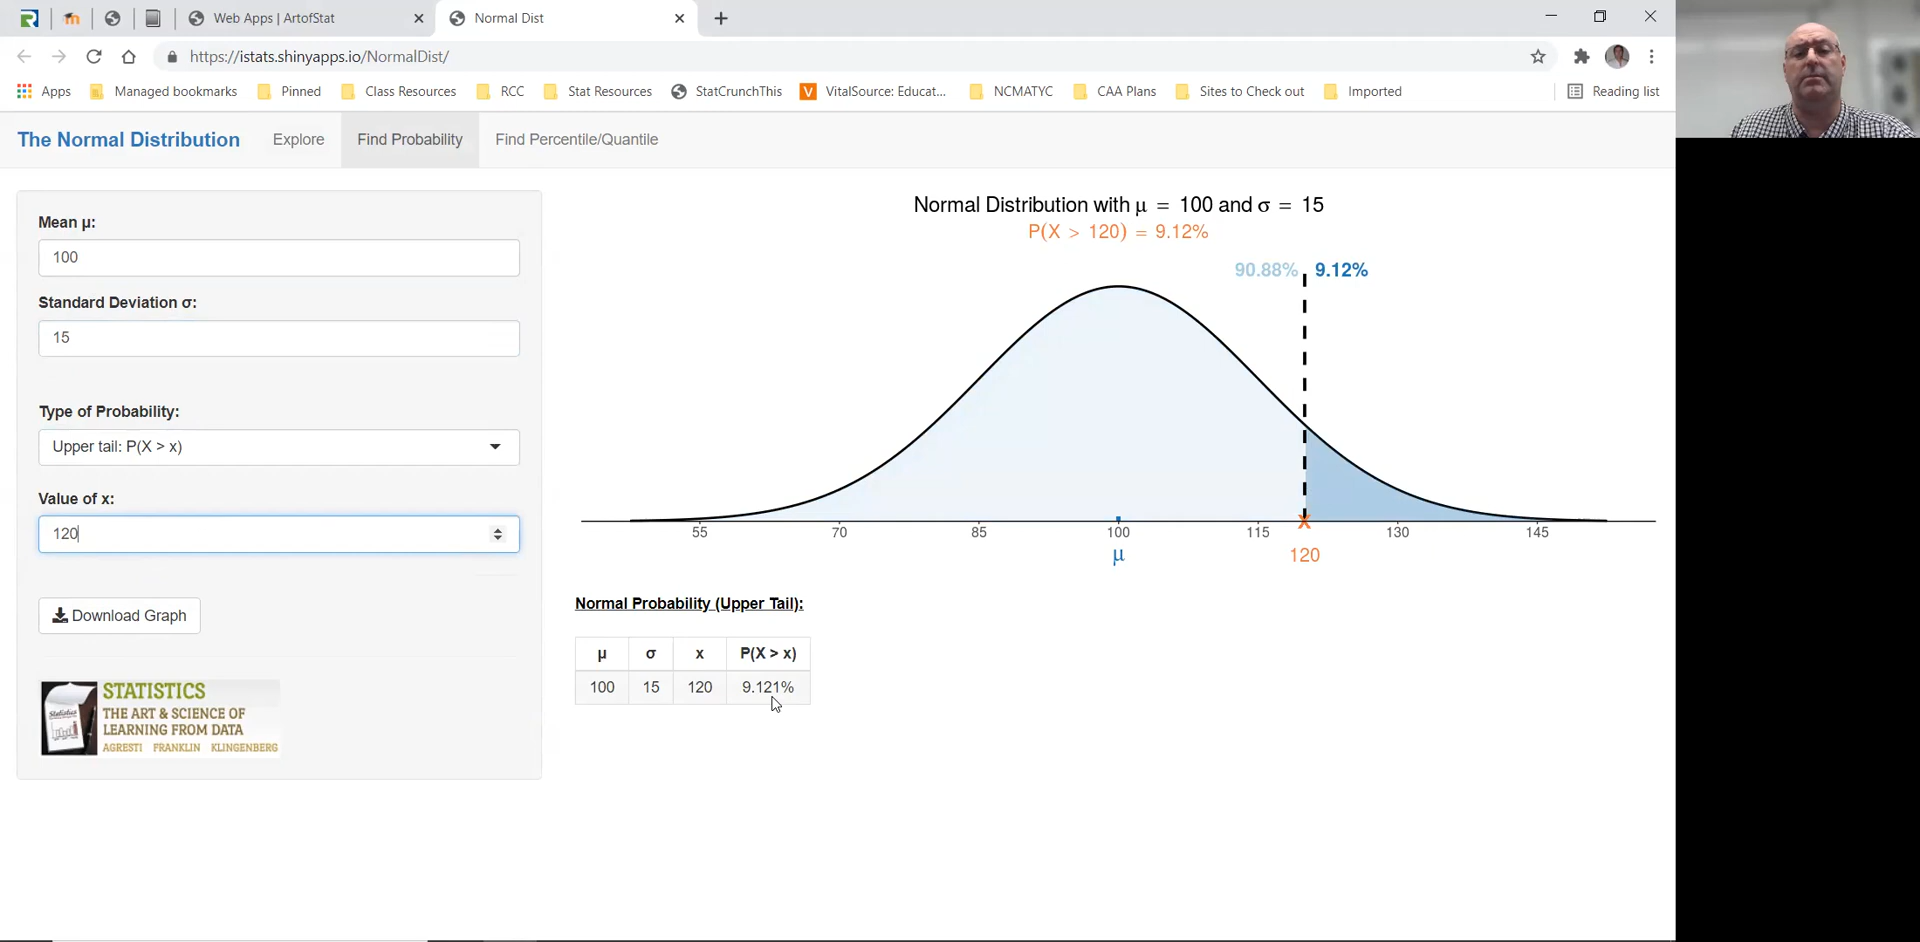 Web Apps | ArtofStat
Normal Dist
https://istats.shinyapps.io/NormalDist/
Apps
Managed bookmarks
Pinned
Class Resources
RCC
Stat Resources
StatCrunchThis
VitalSource: Educat...
NCMATYC
CAA Plans
Sites to Check out
Imported
Reading list
The Normal Distribution
Explore
Find Probability
Find Percentile/Quantile
Mean μ:
100
Standard Deviation σ:
15
Type of Probability:
Upper tail: P(X > x)
Value of x:
120
Download Graph
STATISTICS
THE ART & SCIENCE OF
LEARNING FROM DATA
AGRESTI FRANKLIN KLINGENBERG
Normal Distribution with μ = 100 and σ = 15
P(X > 120) = 9.12%
90.88% 9.12%
55 70 85 100 115 130 145
μ 120
Normal Probability (Upper Tail):
μ σ x P(X > x)
100 15 120 9.121%